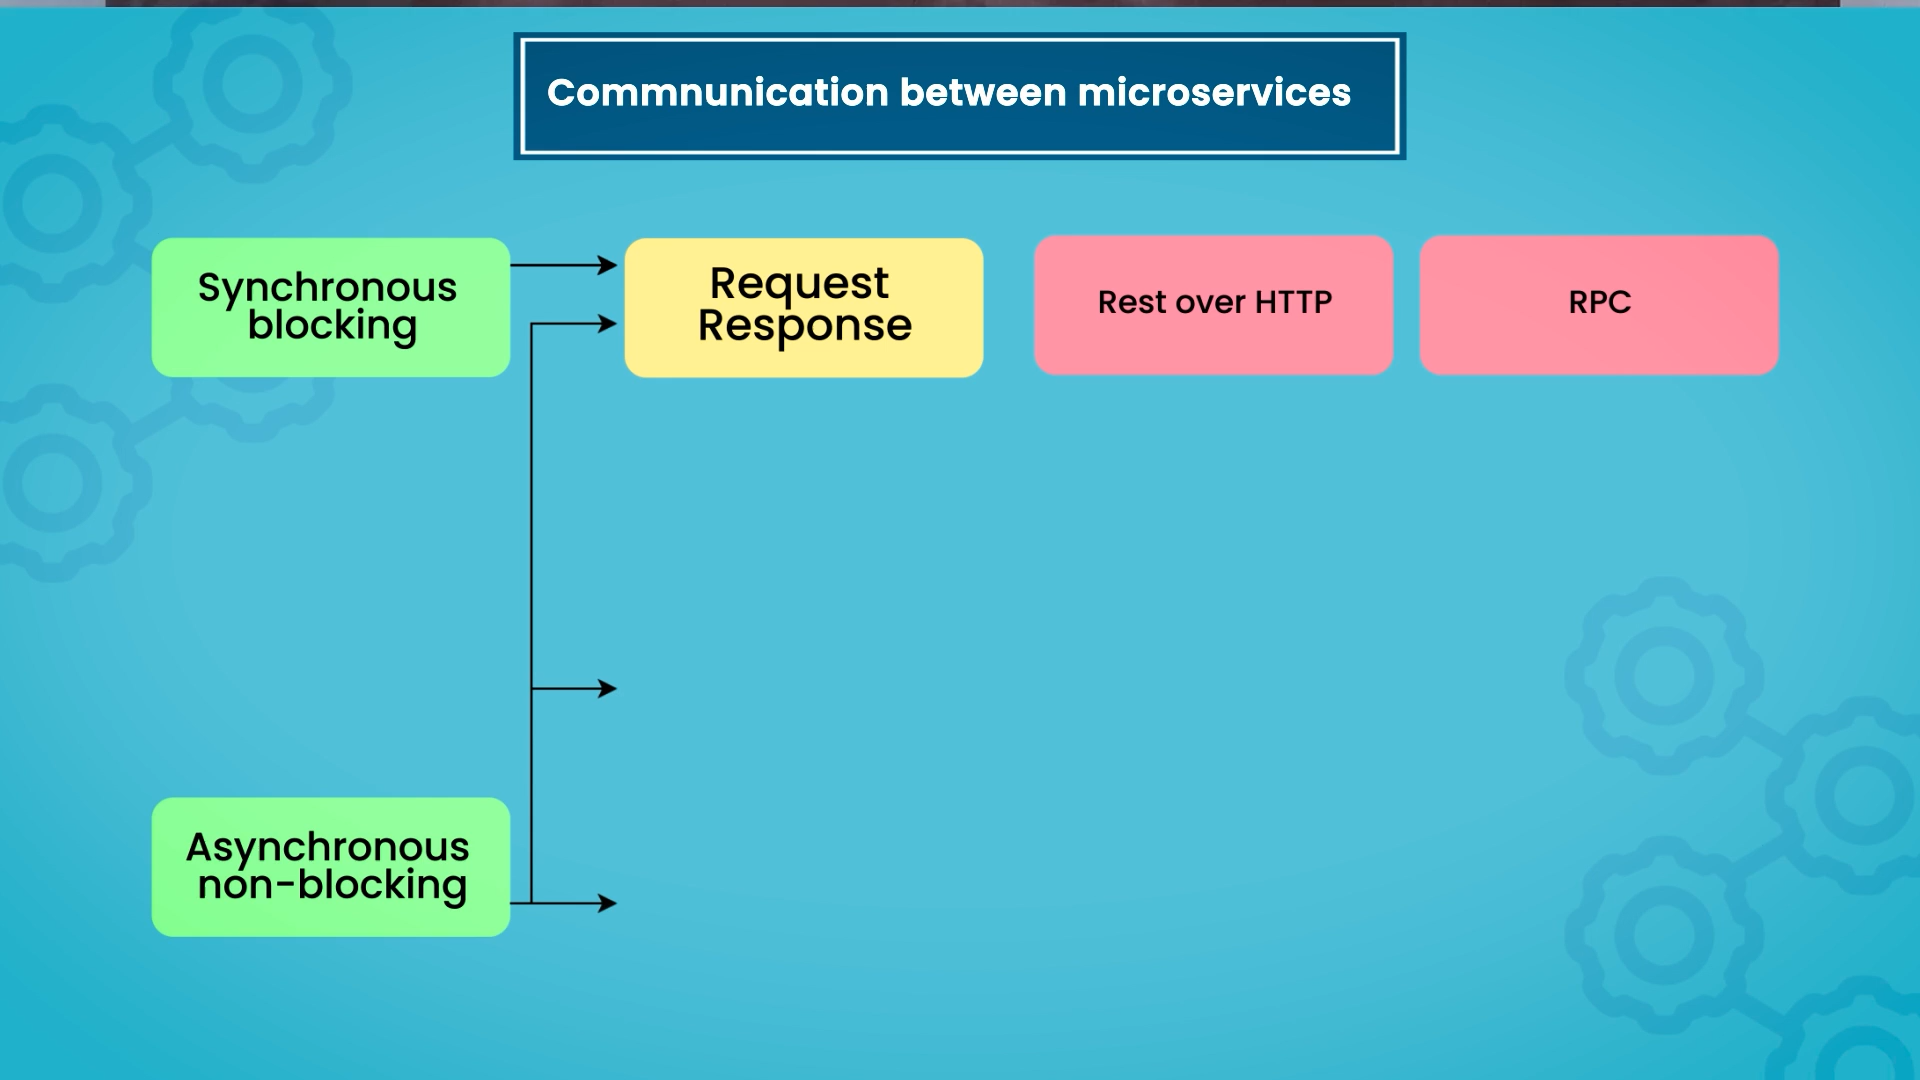 Commnunication between microservices
Synchronous
blocking
Request
Response
Rest over HTTP
RPC
Asynchronous
non-blocking